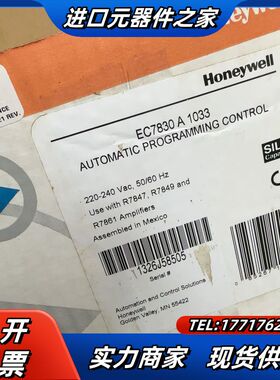 进口元器件之家
Honeywell
EC7830 A 1033
AUTOMATIC PROGRAMMING CONTROL
220-240 Vac, 50/60 Hz
Use with R7847, R7849 and
R7861 Amplifiers
Assembled in Mexico
SIL
1326J58505
Serial #
Automation and Control Solutions
Honeywell
Golden Valley, MN 55422
开
票
TEL:1771762
实力商家
现货供